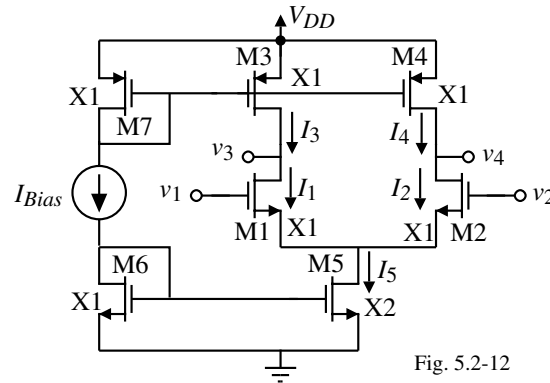 V_DD
M3
M4
X1
X1
X1
M7
I_3
I_4
v_3
v_4
I_Bias
v_1
I_1
I_2
v_2
M1
X1
X1
M2
M6
M5
I_5
X1
X2
Fig. 5.2-12